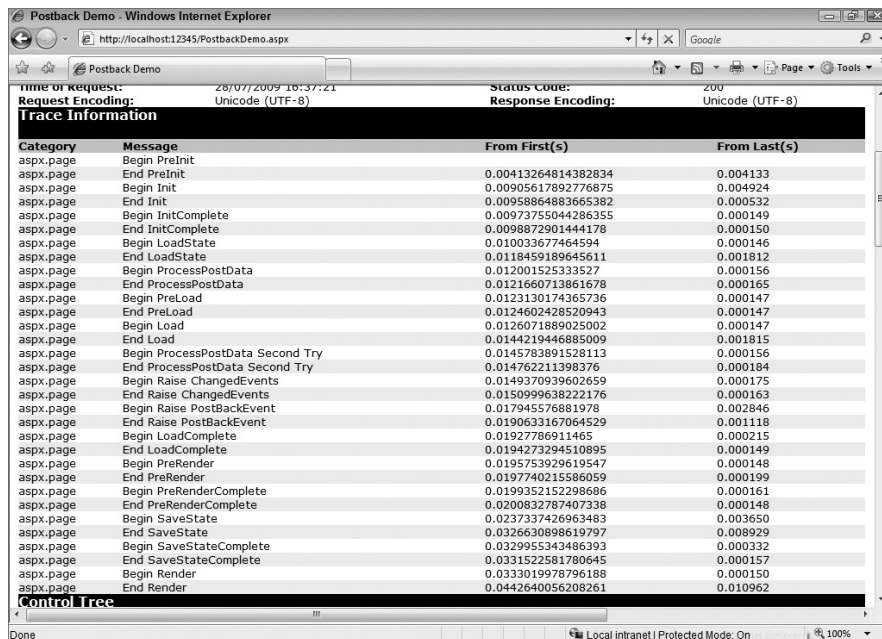 Postback Demo - Windows Internet Explorer
http://localhost:12345/PostbackDemo.aspx Google
Postback Demo Page Tools
Time of Request: 28/07/2009 16:37:21 Status Code: 200
Request Encoding: Unicode (UTF-8) Response Encoding: Unicode (UTF-8)
Trace Information
Category Message From First(s) From Last(s)
aspx.page Begin PreInit
aspx.page End PreInit 0.00413264814382834 0.004133
aspx.page Begin Init 0.00905617892776875 0.004924
aspx.page End Init 0.00958864883665382 0.000532
aspx.page Begin InitComplete 0.00973755044286355 0.000149
aspx.page End InitComplete 0.0098872901444178 0.000150
aspx.page Begin LoadState 0.010033677464594 0.000146
aspx.page End LoadState 0.0118459189645611 0.001812
aspx.page Begin ProcessPostData 0.012001525333527 0.000156
aspx.page End ProcessPostData 0.0121660713861678 0.000165
aspx.page Begin PreLoad 0.0123130174365736 0.000147
aspx.page End PreLoad 0.0124602428520943 0.000147
aspx.page Begin Load 0.0126071889025002 0.000147
aspx.page End Load 0.0144219446885009 0.001815
aspx.page Begin ProcessPostData Second Try 0.0145783891528113 0.000156
aspx.page End ProcessPostData Second Try 0.014762211398376 0.000184
aspx.page Begin Raise ChangedEvents 0.0149370939602659 0.000175
aspx.page End Raise ChangedEvents 0.0150999638222176 0.000163
aspx.page Begin Raise PostBackEvent 0.017945576881978 0.002846
aspx.page End Raise PostBackEvent 0.0190633167064529 0.001118
aspx.page Begin LoadComplete 0.01927786911465 0.000215
aspx.page End LoadComplete 0.0194273294510895 0.000149
aspx.page Begin PreRender 0.0195753929619547 0.000148
aspx.page End PreRender 0.0197740215586059 0.000199
aspx.page Begin PreRenderComplete 0.0199352152298686 0.000161
aspx.page End PreRenderComplete 0.0200832787407338 0.000148
aspx.page Begin SaveState 0.0237337426963483 0.003650
aspx.page End SaveState 0.0326630898619797 0.008929
aspx.page Begin SaveStateComplete 0.0329955343486393 0.000332
aspx.page End SaveStateComplete 0.0331522581780645 0.000157
aspx.page Begin Render 0.0333019978796188 0.000150
aspx.page End Render 0.0442640056208261 0.010962
Control Tree
Done Local intranet | Protected Mode: On 100%